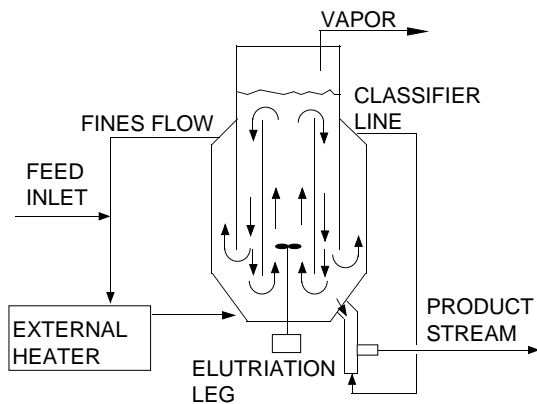 VAPOR
CLASSIFIER
LINE
FINES FLOW
FEED
INLET
EXTERNAL
HEATER
PRODUCT
STREAM
ELUTRIATION
LEG